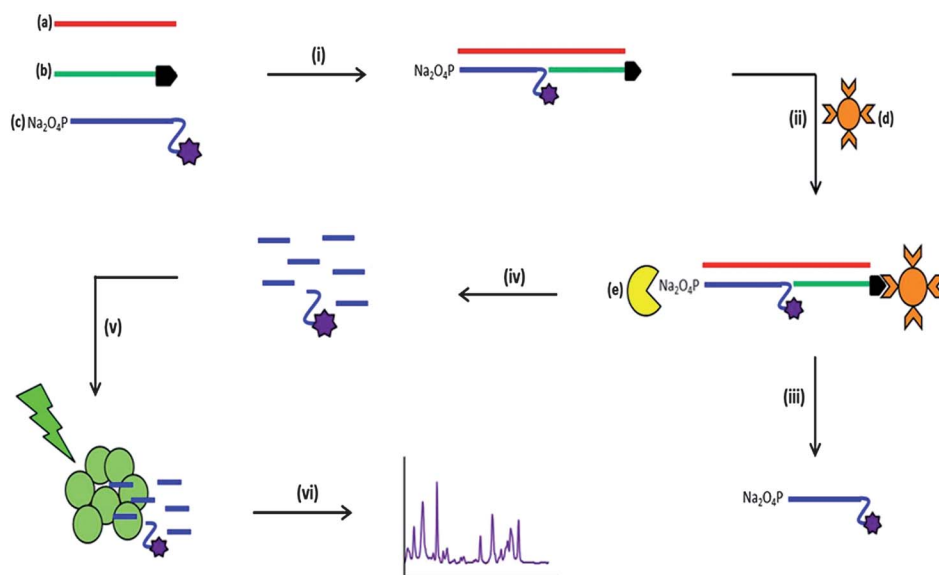 (a)
(b)
(c) Na₂O₄P
(i)
Na₂O₄P
(ii)
(d)
(e)
Na₂O₄P
(iv)
(v)
(iii)
(vi)
Na₂O₄P